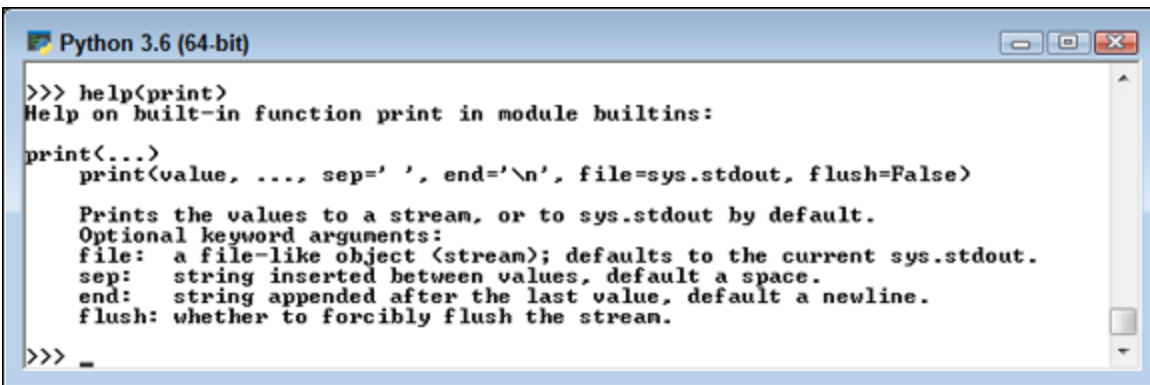 Python 3.6 (64-bit)
>>> help(print)
Help on built-in function print in module builtins:
print(...)
    print(value, ..., sep=' ', end='\n', file=sys.stdout, flush=False)
    Prints the values to a stream, or to sys.stdout by default.
    Optional keyword arguments:
    file:  a file-like object (stream); defaults to the current sys.stdout.
    sep:   string inserted between values, default a space.
    end:   string appended after the last value, default a newline.
    flush: whether to forcibly flush the stream.
>>> _